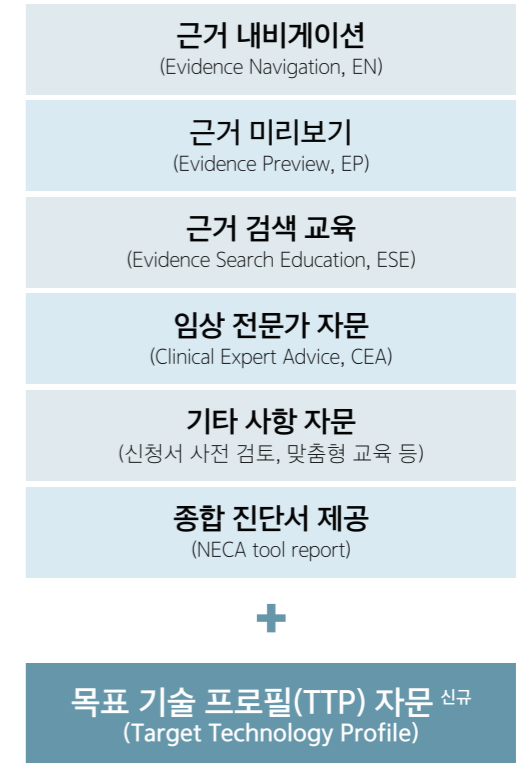 근거 내비게이션
(Evidence Navigation, EN)
근거 미리보기
(Evidence Preview, EP)
근거 검색 교육
(Evidence Search Education, ESE)
임상 전문가 자문
(Clinical Expert Advice, CEA)
기타 사항 자문
(신청서 사전 검토, 맞춤형 교육 등)
종합 진단서 제공
(NECA tool report)
+
목표 기술 프로필(TTP) 자문 신규
(Target Technology Profile)